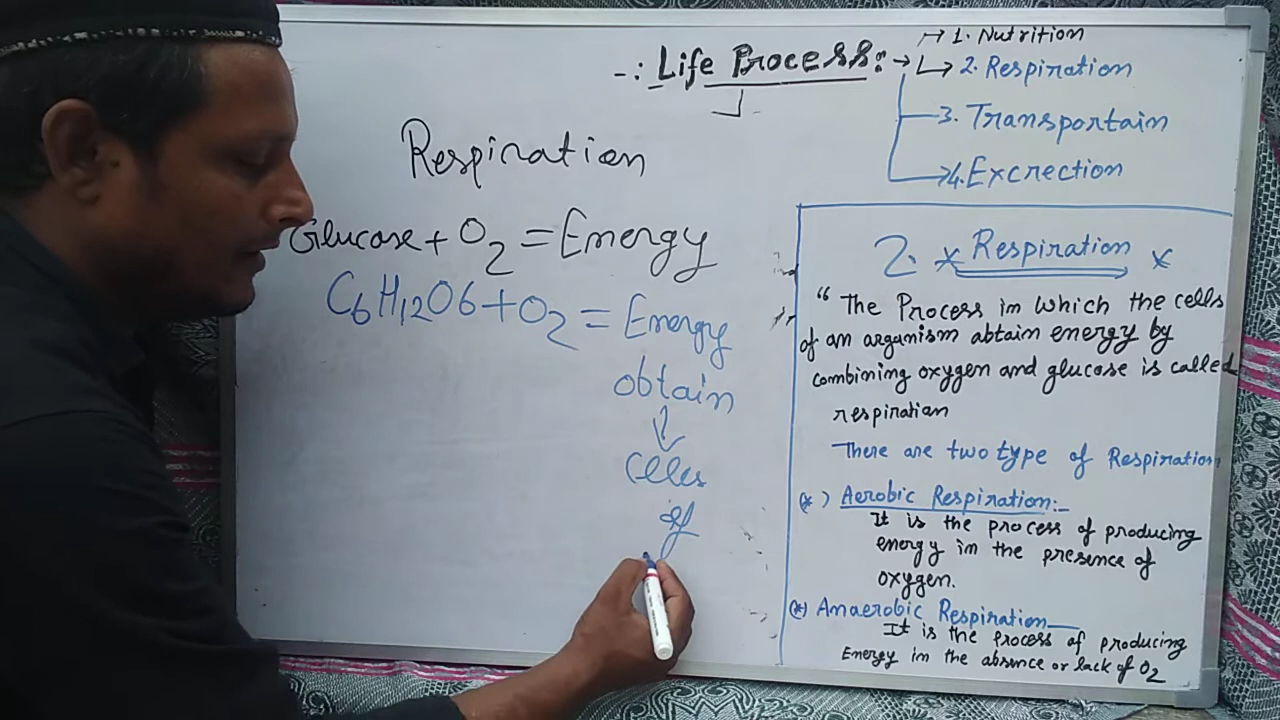 -: Life Process:- → 1. Nutrition
→ 2. Respiration
3. Transportain
→ 4. Excrection
Respiration
Glucose + O2 = Energy
C6H12O6 + O2 = Energy
obtain
↓
Cells
of
2. * Respiration *
“ The Process in which the cells
of an organism obtain energy by
combining oxygen and glucose is called
respiration
There are two type of Respiration
(*) Aerobic Respiration:-
It is the process of producing
energy in the presence of
oxygen.
(*) Anaerobic Respiration
It is the process of producing
Energy in the absence or lack of O2